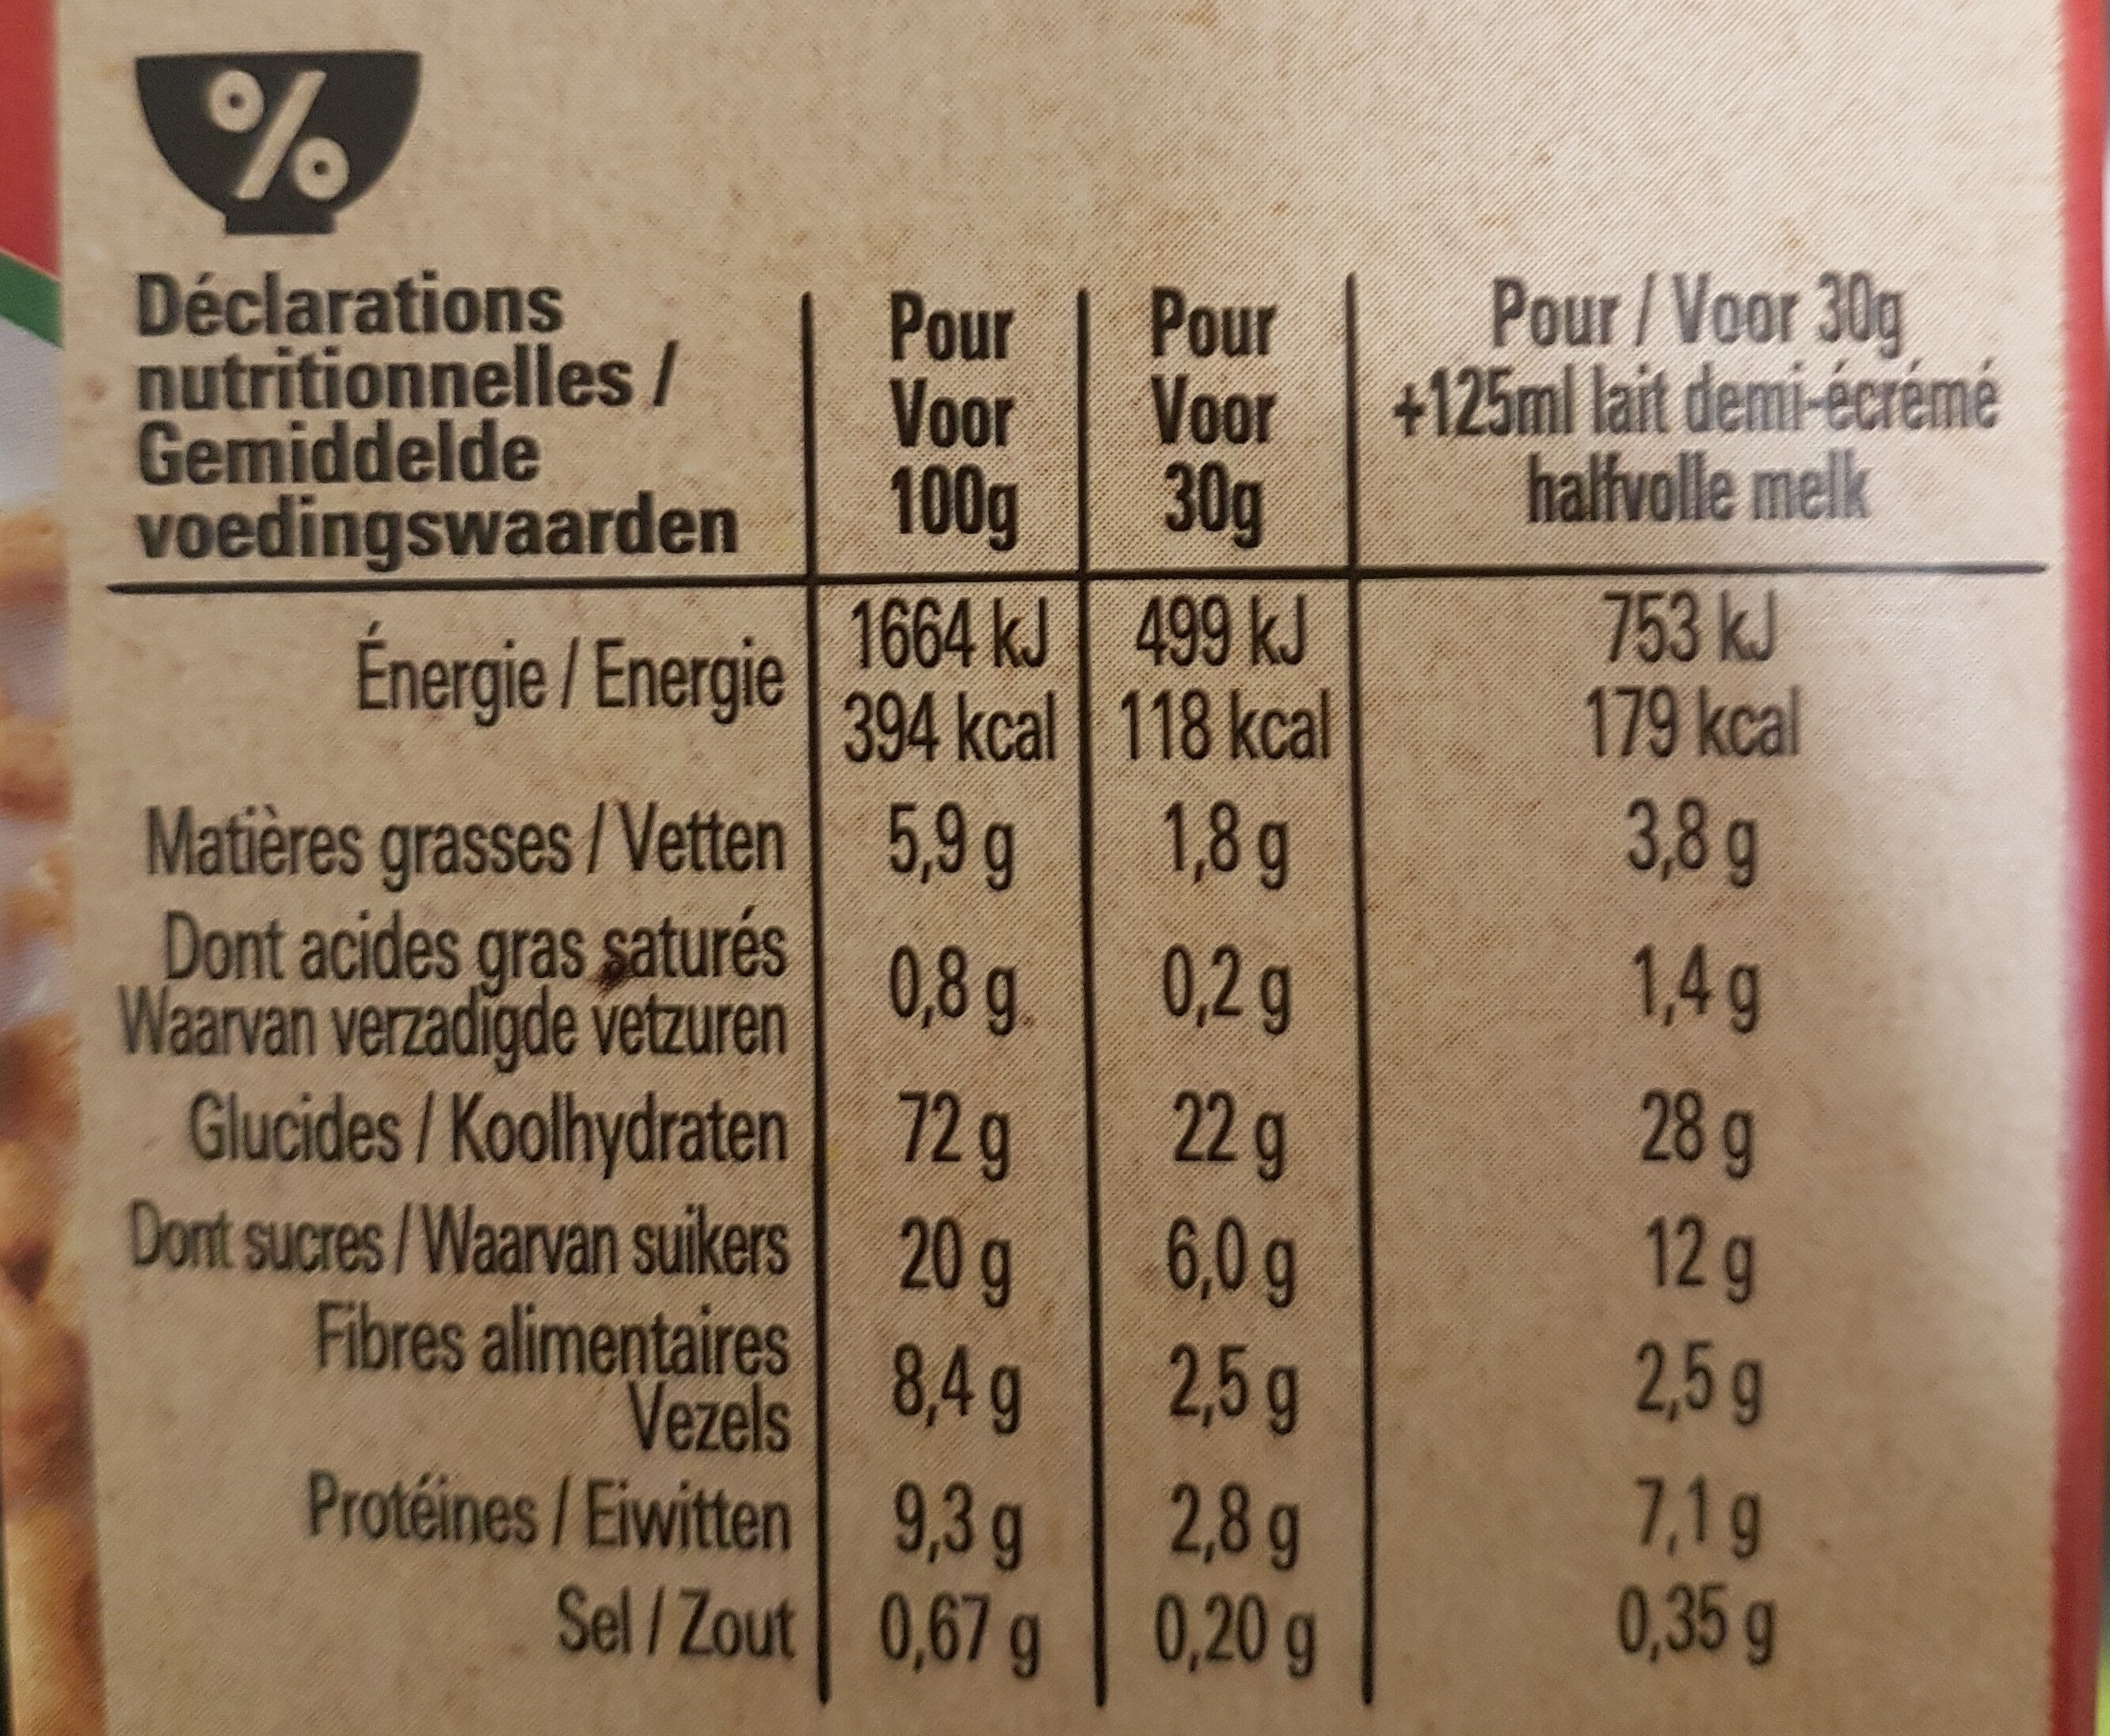 %
Déclarations
nutritionnelles /
Gemiddelde
voedingswaarden
Pour
Voor
100g
Pour
Voor
30g
Pour / Voor 30g
+125ml lait demi-écrémé
halfvolle melk
Énergie / Energie
1664 kJ 499 kJ 753 kJ
394 kcal 118 kcal 179 kcal
Matières grasses / Vetten 5,9 g 1,8 g 3,8 g
Dont acides gras saturés
Waarvan verzadigde vetzuren 0,8 g 0,2 g 1,4 g
Glucides / Koolhydraten 72 g 22 g 28 g
Dont sucres / Waarvan suikers 20 g 6,0 g 12 g
Fibres alimentaires
Vezels 8,4 g 2,5 g 2,5 g
Protéines / Eiwitten 9,3 g 2,8 g 7,1 g
Sel / Zout 0,67 g 0,20 g 0,35 g